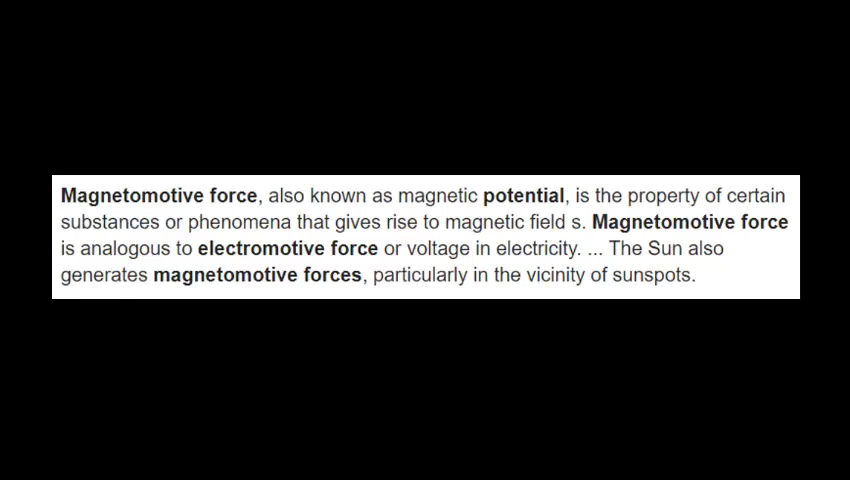 Magnetomotive force, also known as magnetic potential, is the property of certain
substances or phenomena that gives rise to magnetic field s. Magnetomotive force
is analogous to electromotive force or voltage in electricity. ... The Sun also
generates magnetomotive forces, particularly in the vicinity of sunspots.